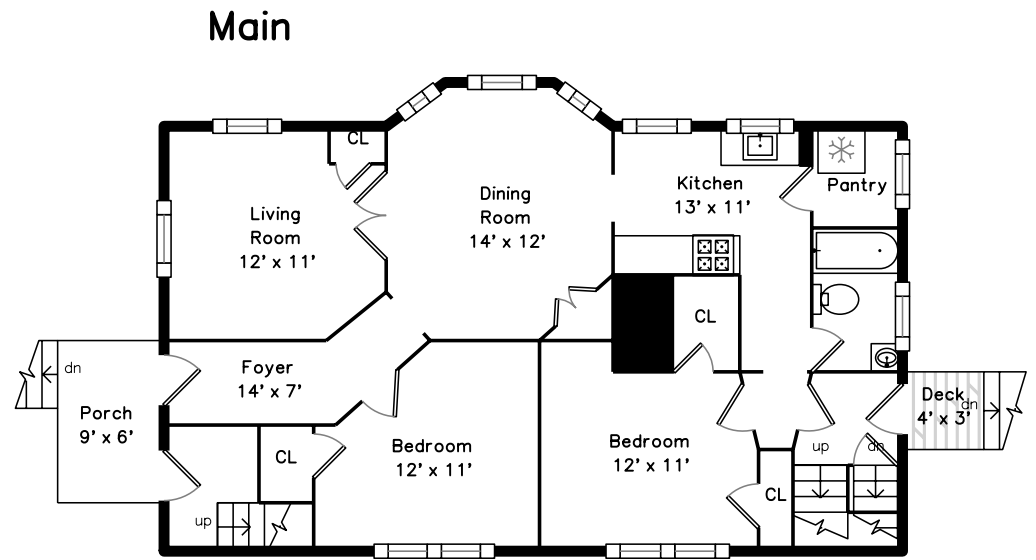 Main
CL
Living
Room
12' x 11'
Dining
Room
14' x 12'
Kitchen
13' x 11'
Pantry
CL
dn
Foyer
14' x 7'
Porch
9' x 6'
Deck
dn
4' x 3'
CL
Bedroom
12' x 11'
Bedroom
12' x 11'
up
dn
CL
up